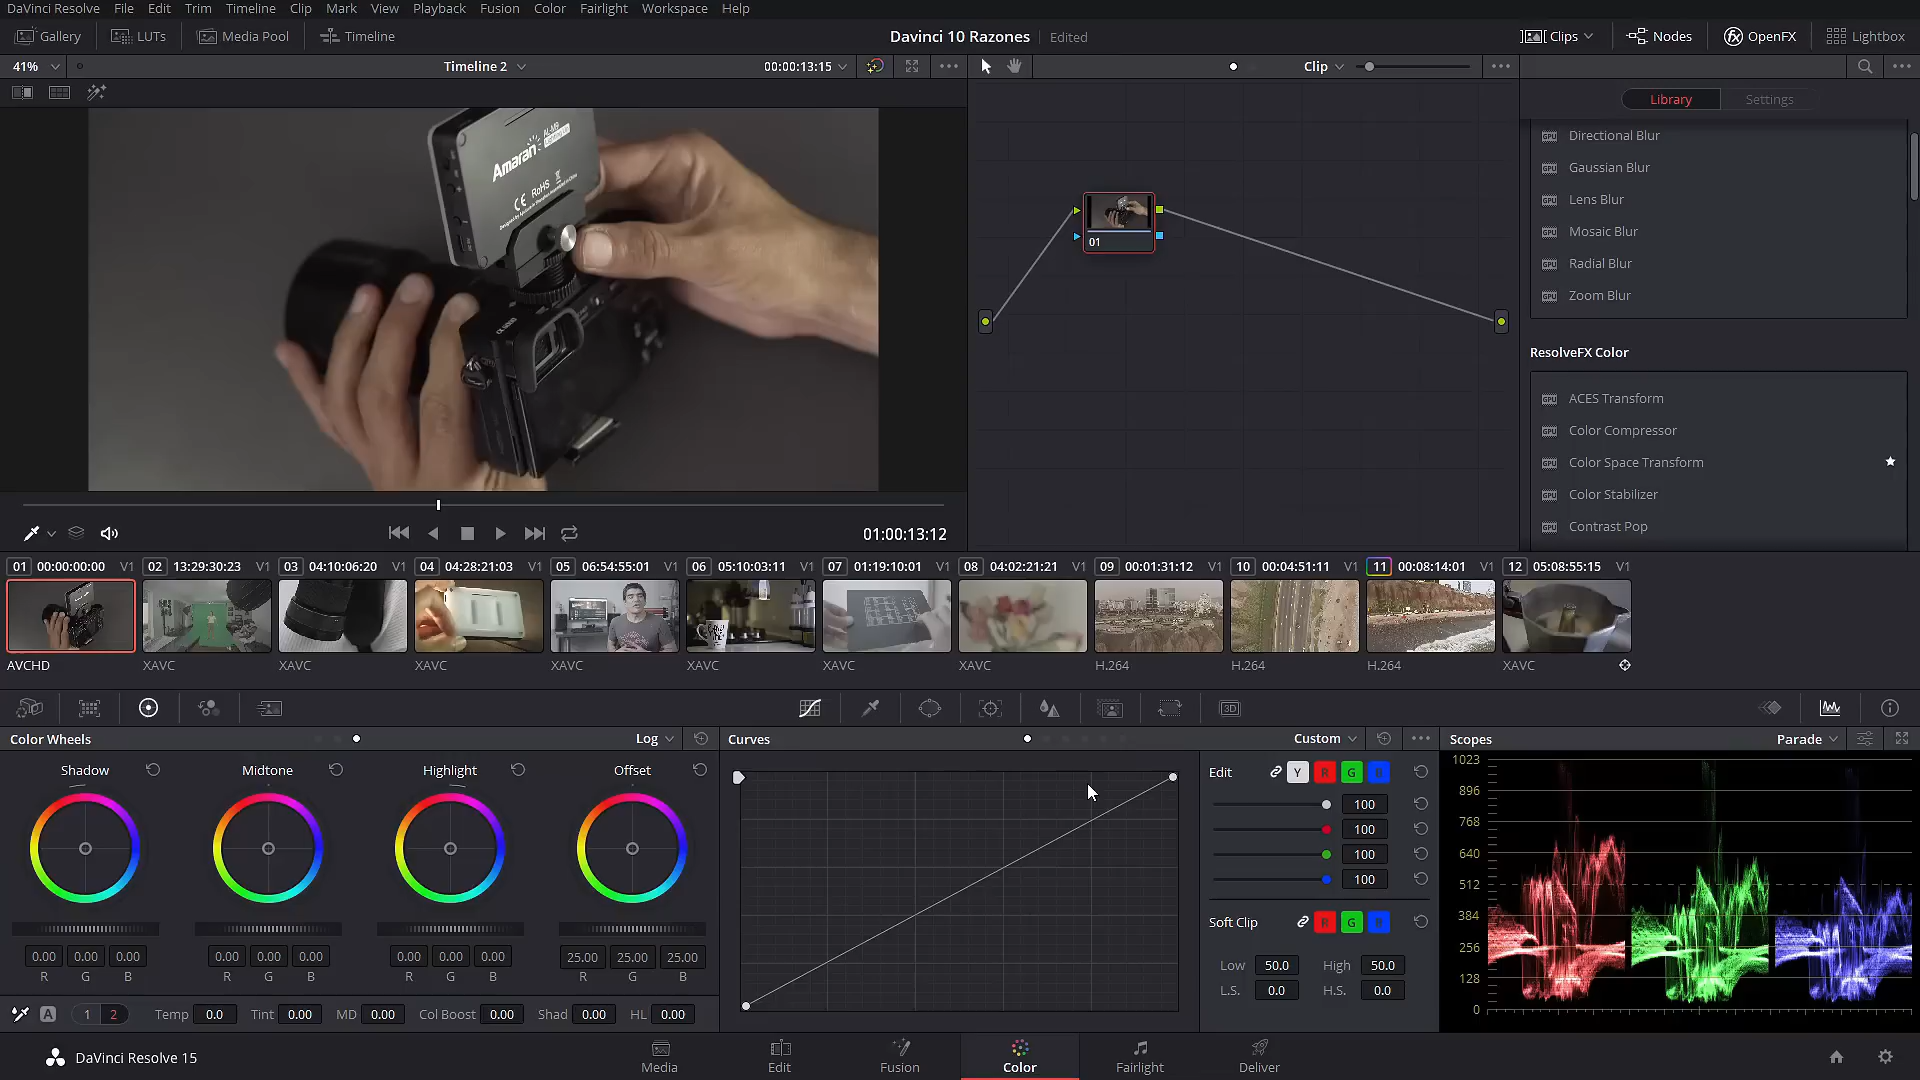 DaVinci Resolve File Edit Trim Timeline Clip Mark View Playback Fusion Color Fairlight Workspace Help
Gallery LUTs Media Pool Timeline Davinci 10 Razones Edited Clips Nodes OpenFX Lightbox
41% Timeline 2 00:00:13:15 Clip
Library Settings
Amaran
AL-M9
CE RoHS
Directional Blur
Gaussian Blur
Lens Blur
Mosaic Blur
Radial Blur
Zoom Blur
01
ResolveFX Color
ACES Transform
Color Compressor
Color Space Transform
Color Stabilizer
Contrast Pop
01:00:13:12
01 00:00:00:00 V1 02 13:29:30:23 V1 03 04:10:06:20 V1 04 04:28:21:03 V1 05 06:54:55:01 V1 06 05:10:03:11 V1 07 01:19:10:01 V1 08 04:02:21:21 V1 09 00:01:31:12 V1 10 00:04:51:11 V1 11 00:08:14:01 V1 12 05:08:55:15 V1
AVCHD XAVC XAVC XAVC XAVC XAVC XAVC XAVC H.264 H.264 H.264 XAVC
3D
Color Wheels Log Curves Custom Scopes Parade
Shadow Midtone Highlight Offset
Edit Y R G B
100
100
100
100
Soft Clip R G B
Low 50.0 High 50.0
L.S. 0.0 H.S. 0.0
1023
896
768
640
512
384
256
128
0
0.00 0.00 0.00 0.00 0.00 0.00 0.00 0.00 0.00 25.00 25.00 25.00
R G B R G B R G B R G B
A 1 2 Temp 0.0 Tint 0.00 MD 0.00 Col Boost 0.00 Shad 0.00 HL 0.00
DaVinci Resolve 15 Media Edit Fusion Color Fairlight Deliver